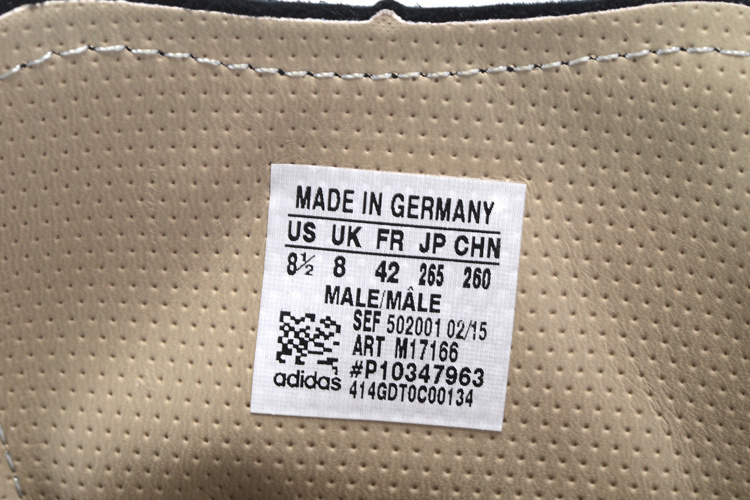 MADE IN GERMANY
US UK FR JP CHN
8½ 8 42 265 260
MALE/MÂLE
SEF 502001 02/15
ART M17166
#P10347963
adidas
414GDT0C00134